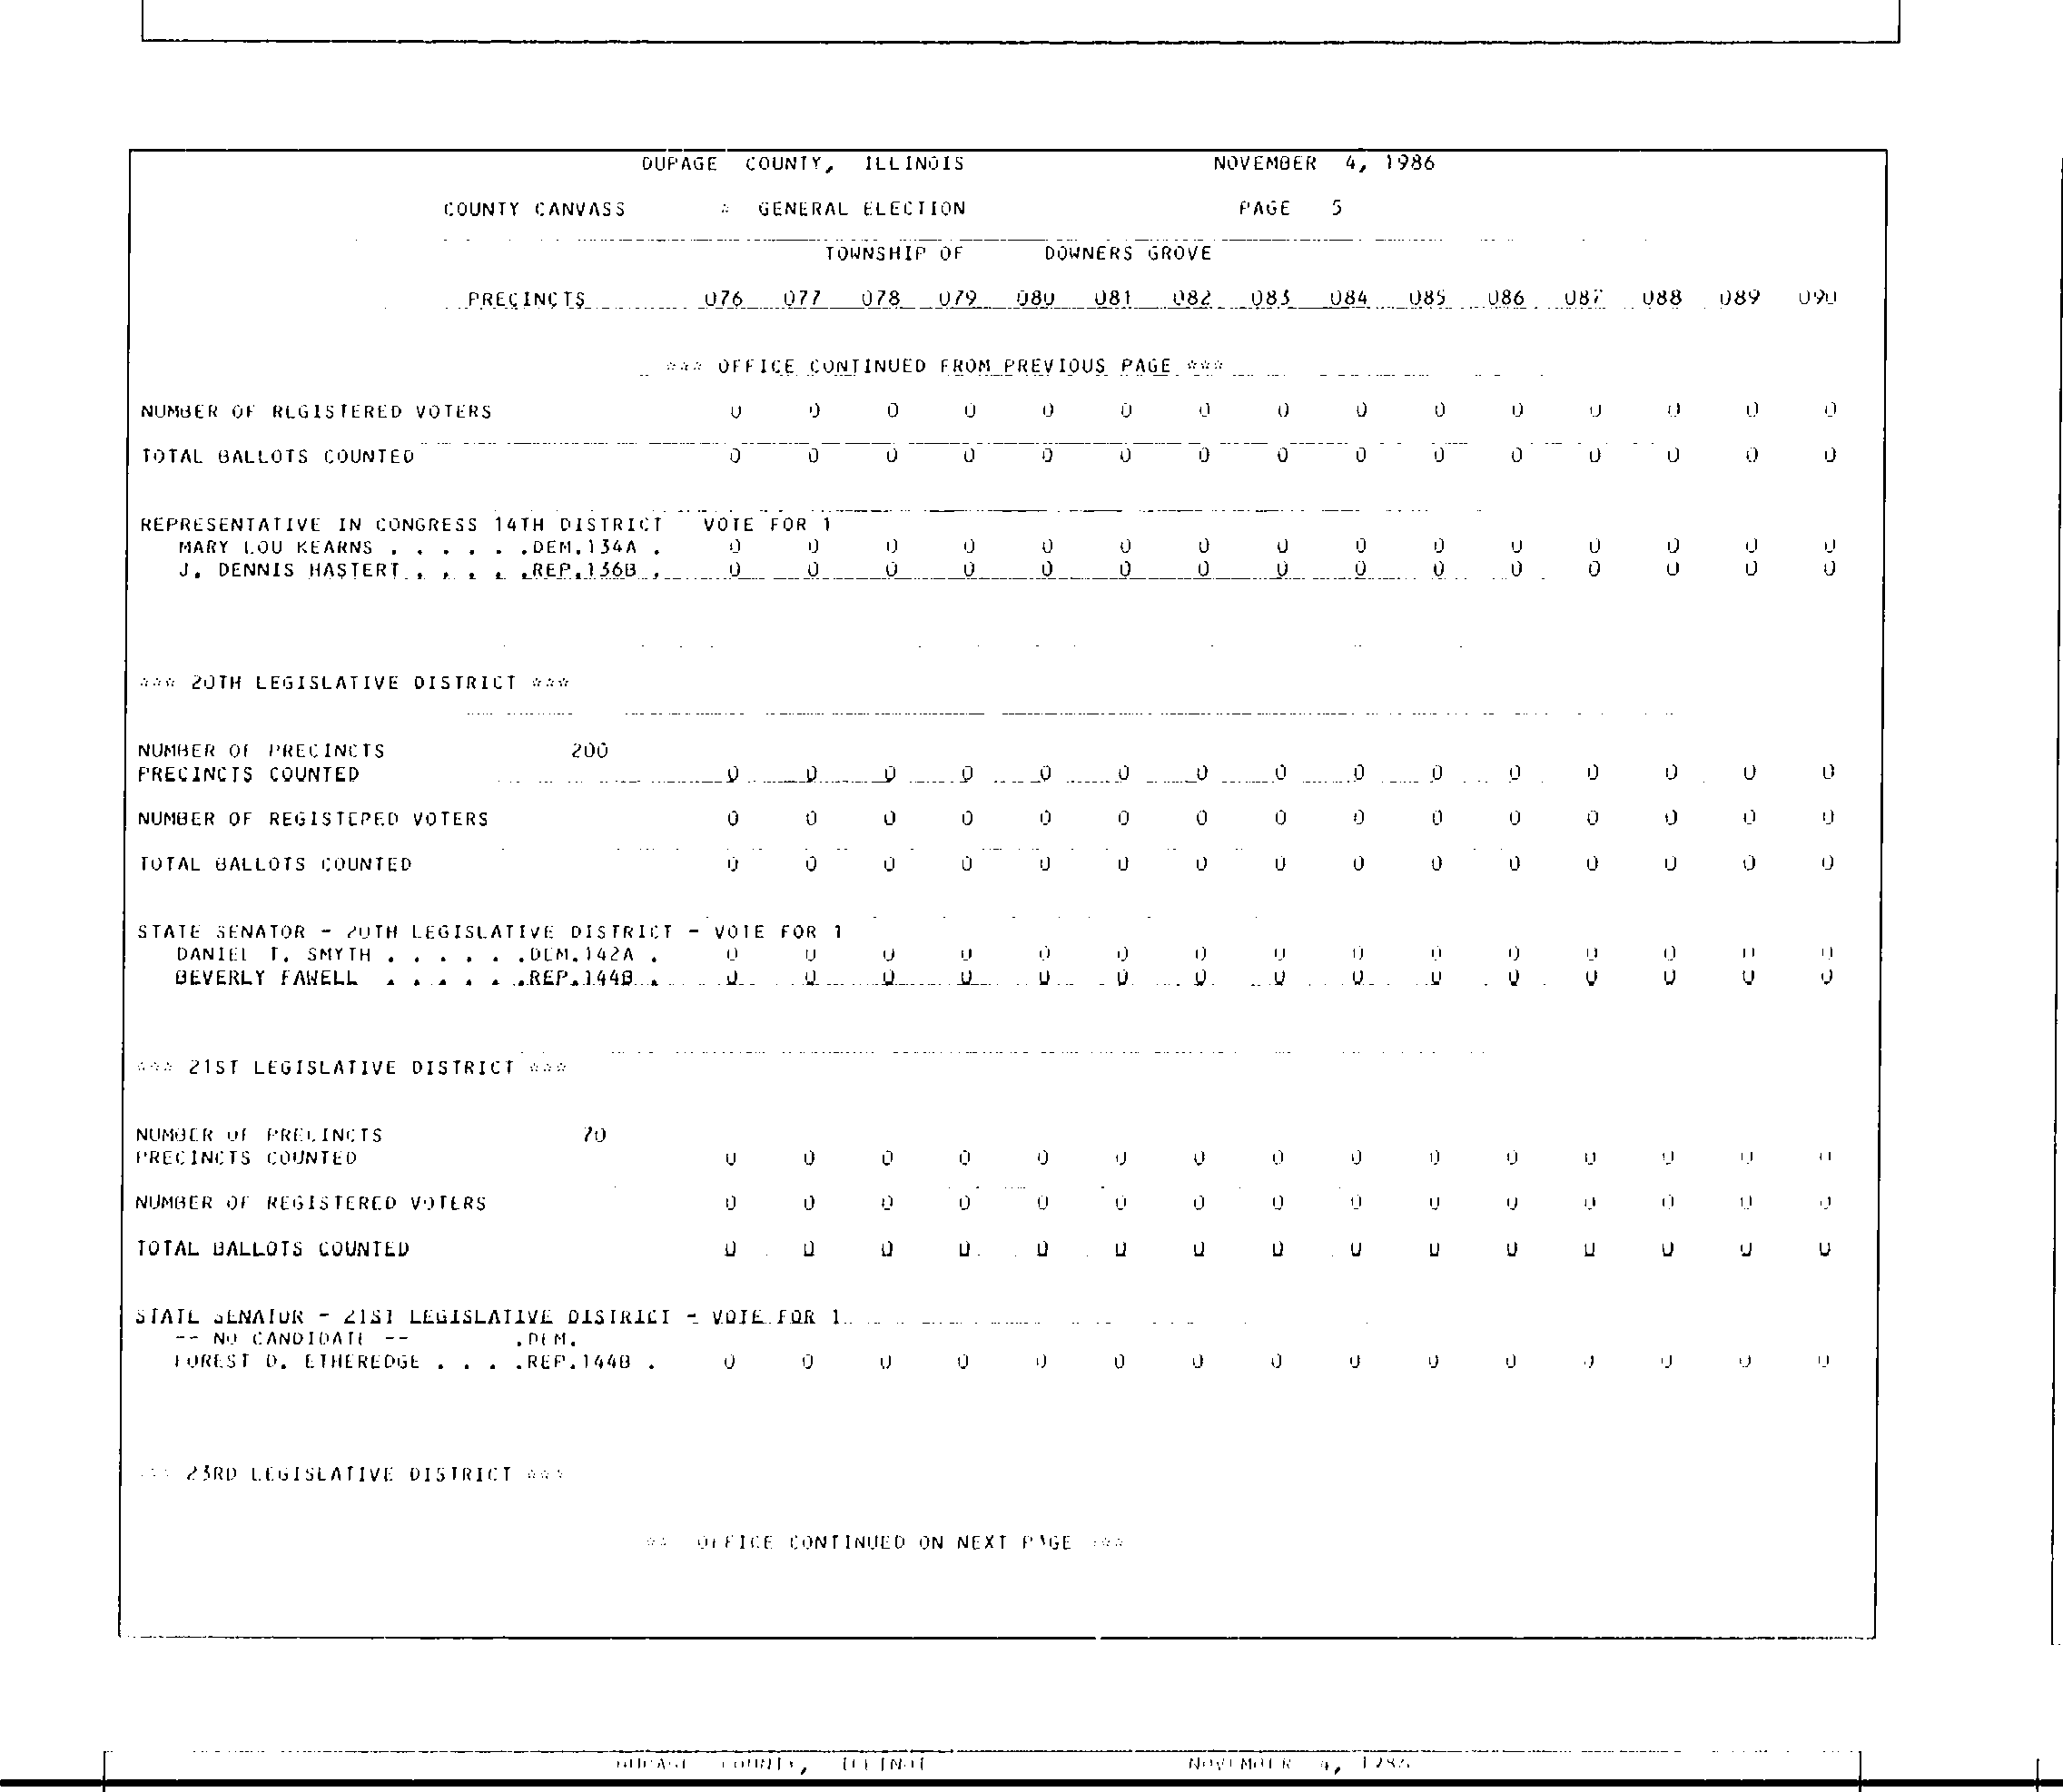 DUPAGE COUNTY, ILLINOIS NOVEMBER 4, 1986
COUNTY CANVASS * GENERAL ELECTION PAGE 5
TOWNSHIP OF DOWNERS GROVE
PRECINCTS 076 077 078 079 080 081 082 083 084 085 086 087 088 089 090
*** OFFICE CONTINUED FROM PREVIOUS PAGE ***
NUMBER OF REGISTERED VOTERS 0 0 0 0 0 0 0 0 0 0 0 0 0 0 0
TOTAL BALLOTS COUNTED 0 0 0 0 0 0 0 0 0 0 0 0 0 0 0
REPRESENTATIVE IN CONGRESS 14TH DISTRICT VOTE FOR 1
MARY LOU KEARNS . . . . . .DEM.134A . 0 0 0 0 0 0 0 0 0 0 0 0 0 0 0
J. DENNIS HASTERT . . . . .REP.136B . 0 0 0 0 0 0 0 0 0 0 0 0 0 0 0
*** 20TH LEGISLATIVE DISTRICT ***
NUMBER OF PRECINCTS 200
PRECINCTS COUNTED 0 0 0 0 0 0 0 0 0 0 0 0 0 0 0
NUMBER OF REGISTERED VOTERS 0 0 0 0 0 0 0 0 0 0 0 0 0 0 0
TOTAL BALLOTS COUNTED 0 0 0 0 0 0 0 0 0 0 0 0 0 0 0
STATE SENATOR - 20TH LEGISLATIVE DISTRICT - VOTE FOR 1
DANIEL T. SMYTH . . . . . .DEM.142A . 0 0 0 0 0 0 0 0 0 0 0 0 0 0 0
BEVERLY FAWELL . . . . . .REP.144B . 0 0 0 0 0 0 0 0 0 0 0 0 0 0 0
*** 21ST LEGISLATIVE DISTRICT ***
NUMBER OF PRECINCTS 70
PRECINCTS COUNTED 0 0 0 0 0 0 0 0 0 0 0 0 0 0 0
NUMBER OF REGISTERED VOTERS 0 0 0 0 0 0 0 0 0 0 0 0 0 0 0
TOTAL BALLOTS COUNTED 0 0 0 0 0 0 0 0 0 0 0 0 0 0 0
STATE SENATOR - 21ST LEGISLATIVE DISTRICT - VOTE FOR 1
-- NO CANDIDATE -- .DEM.
FOREST D. ETHEREDGE . . . .REP.144B . 0 0 0 0 0 0 0 0 0 0 0 0 0 0 0
*** 23RD LEGISLATIVE DISTRICT ***
** OFFICE CONTINUED ON NEXT PAGE ***
COUNTY, NOVEMBER 4,